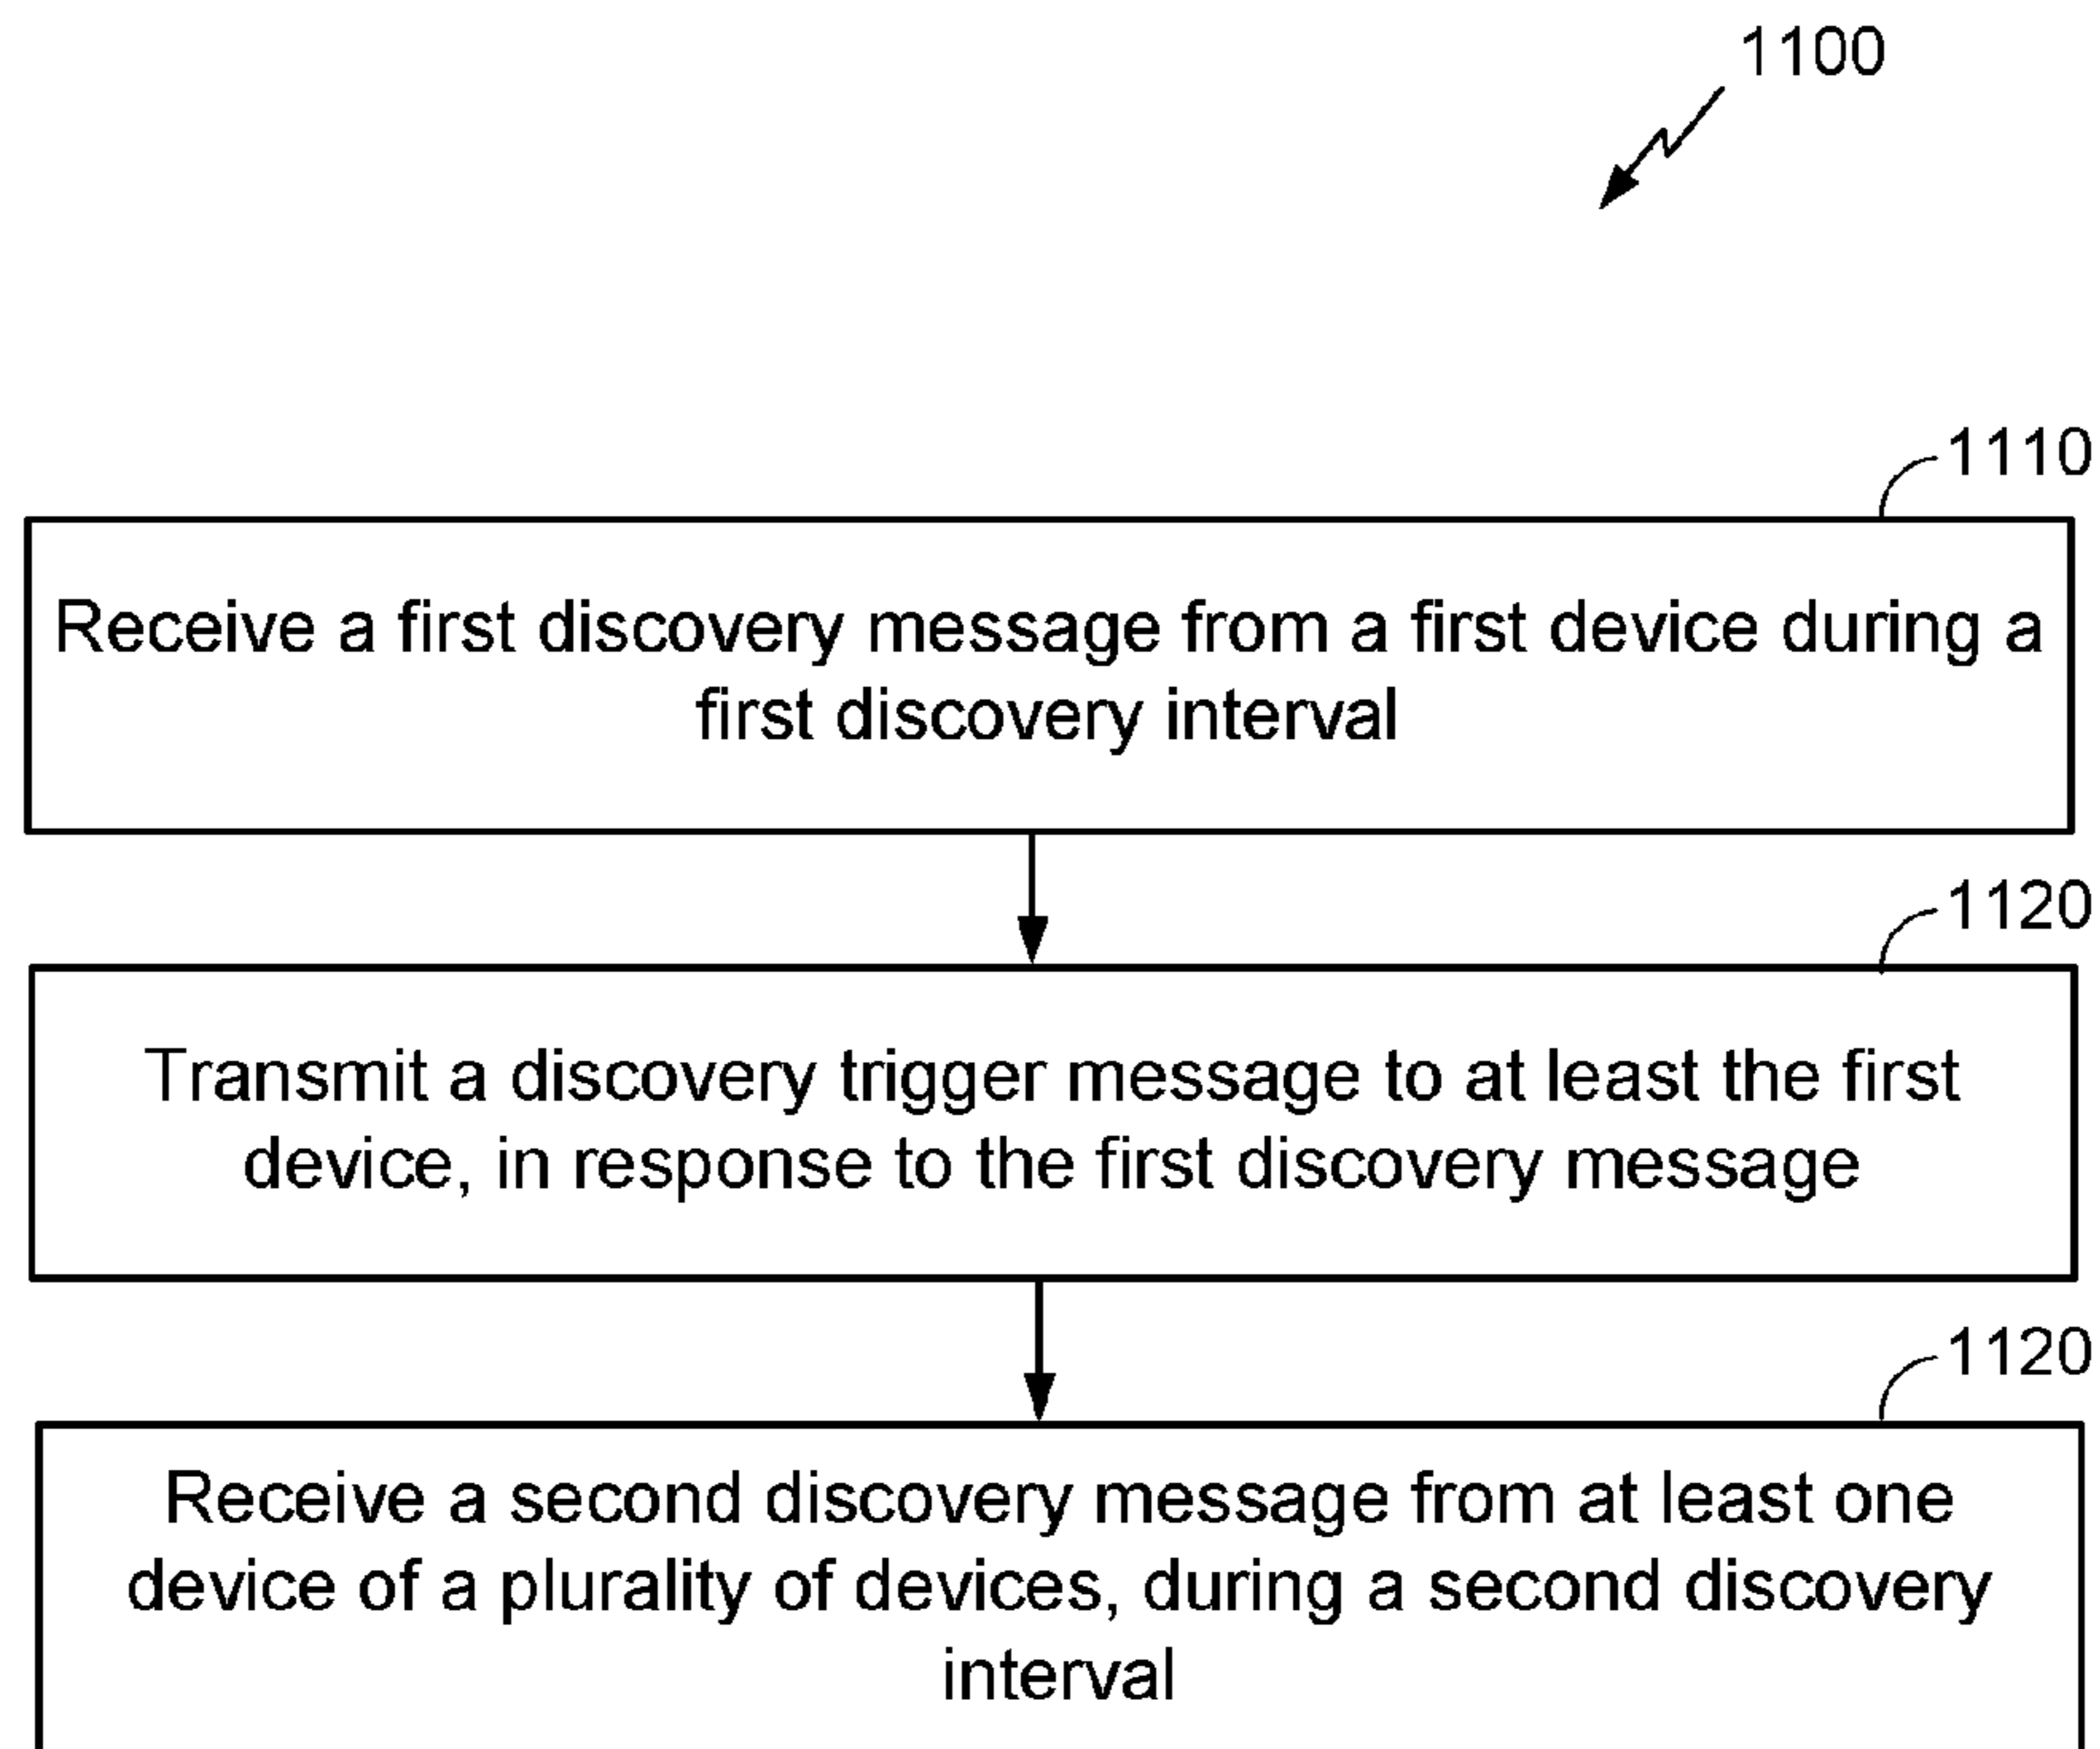 1100
1110
Receive a first discovery message from a first device during a
first discovery interval
1120
Transmit a discovery trigger message to at least the first
device, in response to the first discovery message
1120
Receive a second discovery message from at least one
device of a plurality of devices, during a second discovery
interval